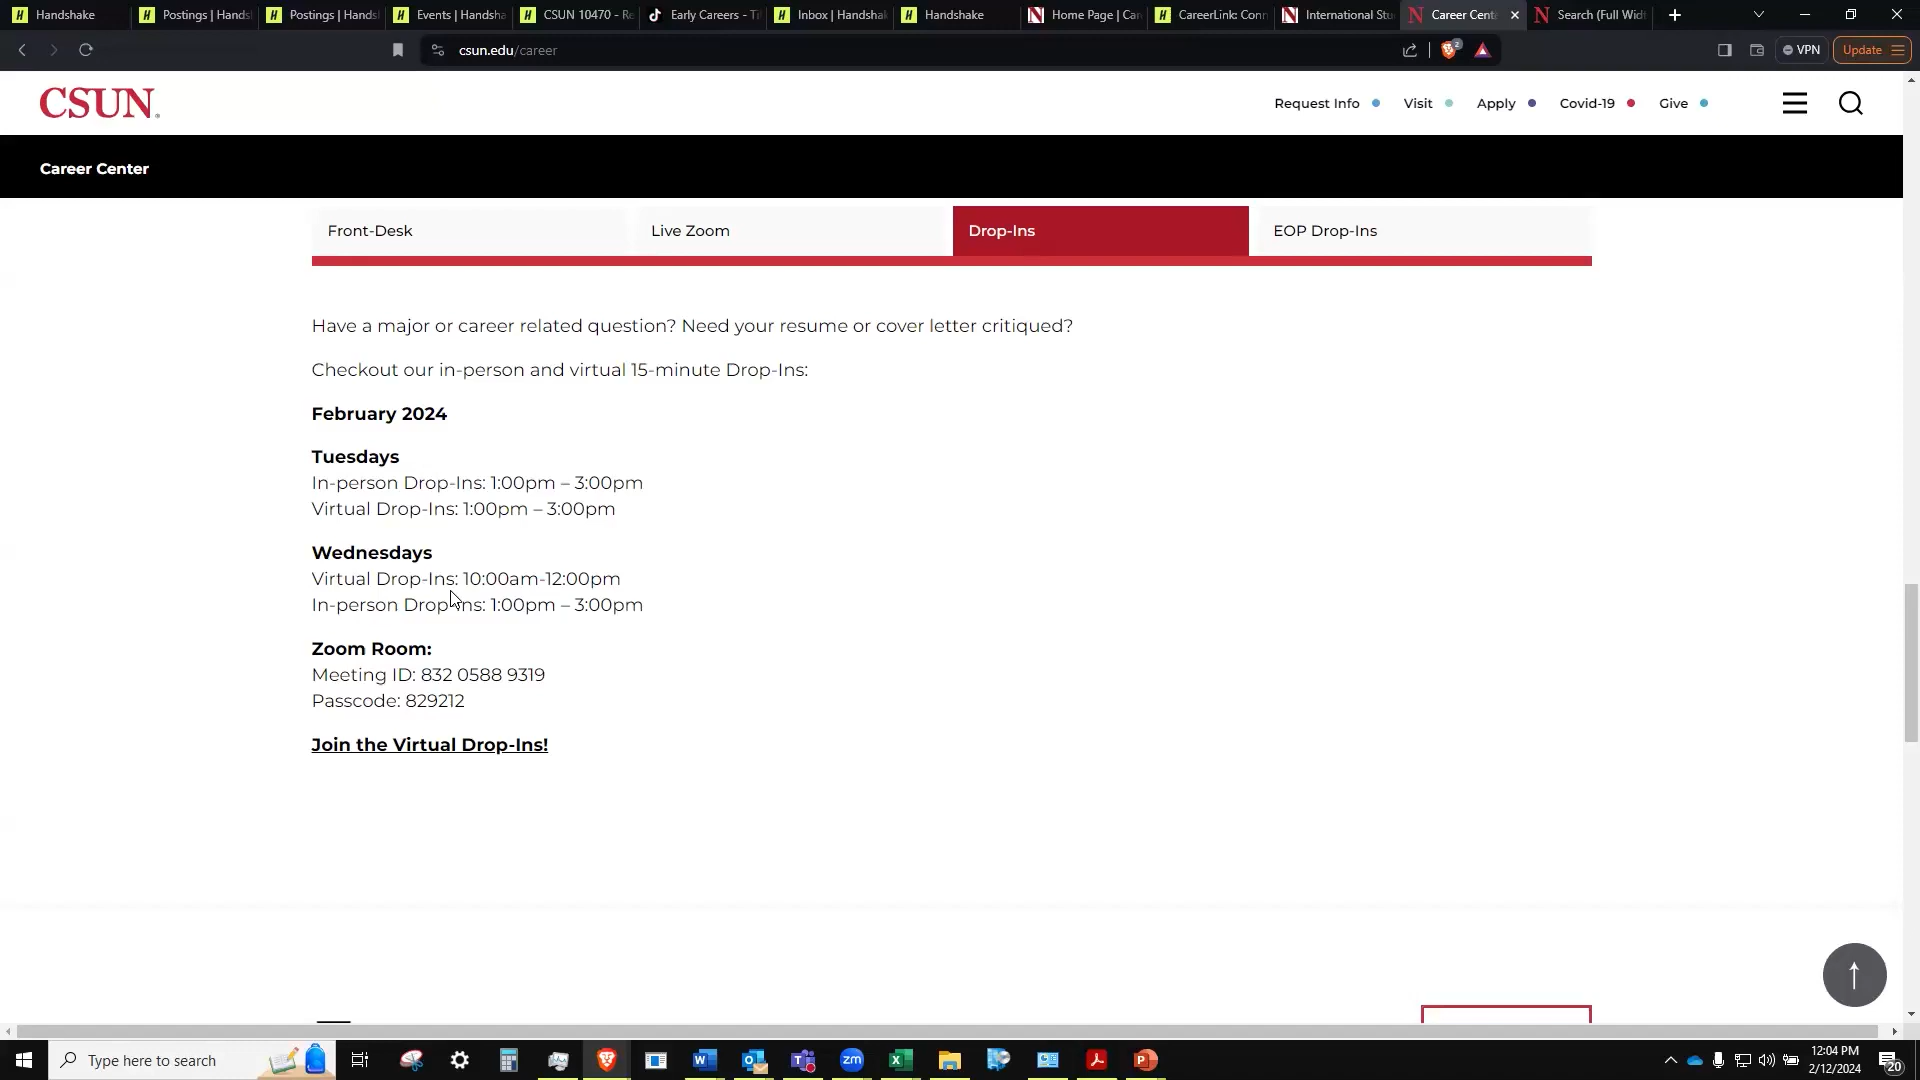 Handshake
Postings | Hands
Postings | Hands
Events | Handsha
CSUN 10470 - Re
Early Careers - Ti
Inbox | Handshak
Handshake
Home Page | Car
CareerLink: Conn
International Stu
Career Cent
Search (Full Widt
csun.edu/career
2
VPN
Update
CSUN
Request Info
Visit
Apply
Covid-19
Give
Career Center
Front-Desk
Live Zoom
Drop-Ins
EOP Drop-Ins
Have a major or career related question? Need your resume or cover letter critiqued?
Checkout our in-person and virtual 15-minute Drop-Ins:
February 2024
Tuesdays
In-person Drop-Ins: 1:00pm – 3:00pm
Virtual Drop-Ins: 1:00pm – 3:00pm
Wednesdays
Virtual Drop-Ins: 10:00am-12:00pm
In-person Drop-Ins: 1:00pm – 3:00pm
Zoom Room:
Meeting ID: 832 0588 9319
Passcode: 829212
Join the Virtual Drop-Ins!
Type here to search
zm
12:04 PM
2/12/2024
20